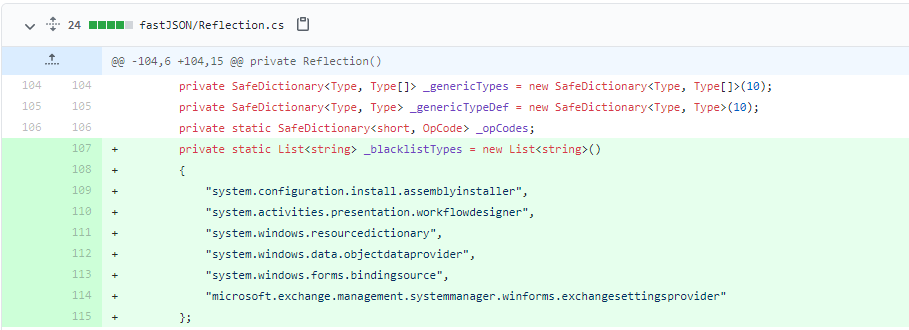 24 fastJSON/Reflection.cs
@@ -104,6 +104,15 @@ private Reflection()
104 104 private SafeDictionary<Type, Type[]> _genericTypes = new SafeDictionary<Type, Type[]>(10);
105 105 private SafeDictionary<Type, Type> _genericTypeDef = new SafeDictionary<Type, Type>(10);
106 106 private static SafeDictionary<short, OpCode> _opCodes;
107 + private static List<string> _blacklistTypes = new List<string>()
108 + {
109 + "system.configuration.install.assemblyinstaller",
110 + "system.activities.presentation.workflowdesigner",
111 + "system.windows.resourcedictionary",
112 + "system.windows.data.objectdataprovider",
113 + "system.windows.forms.bindingsource",
114 + "microsoft.exchange.management.systemmanager.winforms.exchangesettingsprovider"
115 + };